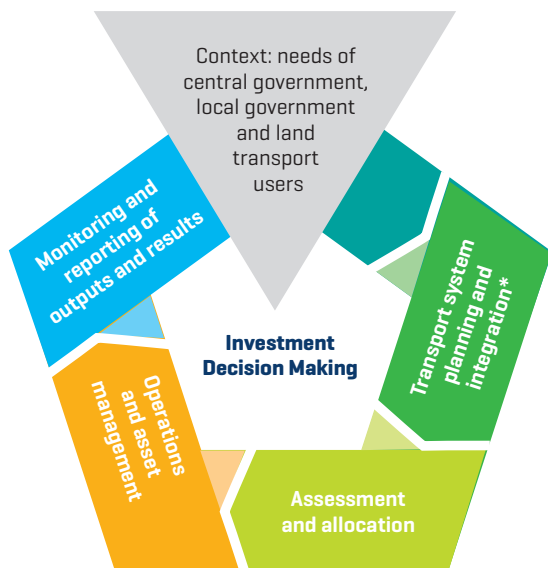 Context: needs of
central government,
local government
and land
transport
users
Monitoring and
reporting of
outputs and results
Transport system
planning and
integration*
Investment
Decision Making
Operations
and asset
management
Assessment
and allocation